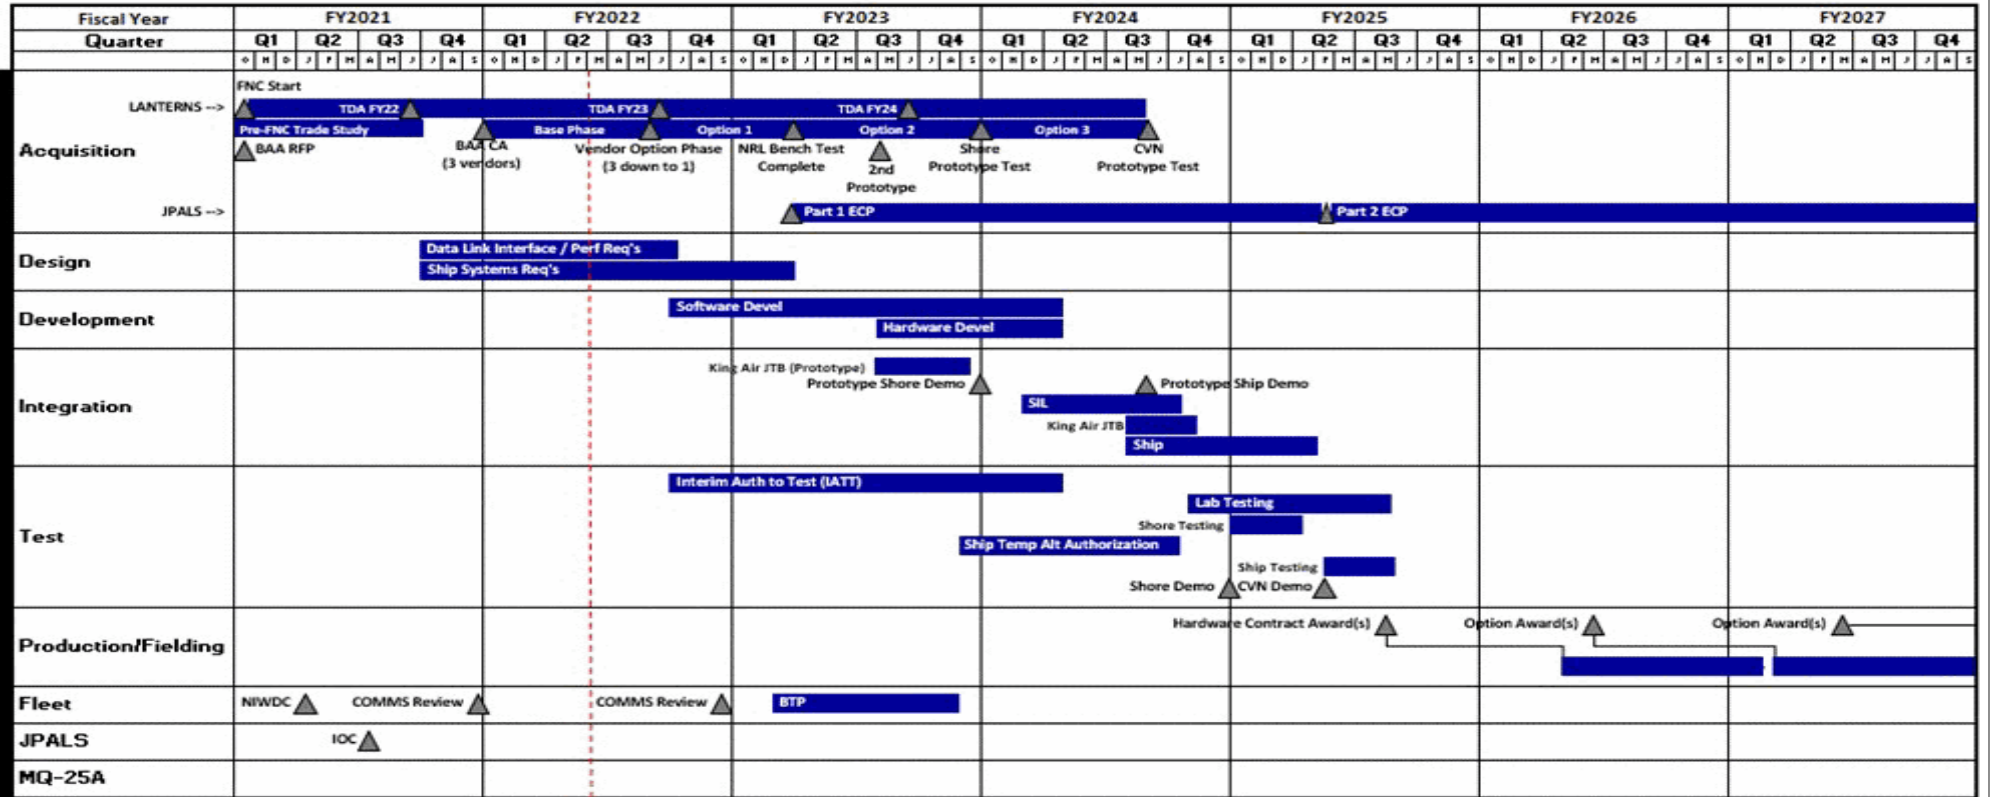 Fiscal Year FY2021 FY2022 FY2023 FY2024 FY2025 FY2026 FY2027
Quarter Q1 Q2 Q3 Q4 Q1 Q2 Q3 Q4 Q1 Q2 Q3 Q4 Q1 Q2 Q3 Q4 Q1 Q2 Q3 Q4 Q1 Q2 Q3 Q4 Q1 Q2 Q3 Q4
O N D J F M A M J J A S O N D J F M A M J J A S O N D J F M A M J J A S O N D J F M A M J J A S O N D J F M A M J J A S O N D J F M A M J J A S O N D J F M A M J J A S
FNC Start
LANTERNS --> TDA FY22 TDA FY23 TDA FY24
Pre-FNC Trade Study Base Phase Option 1 Option 2 Option 3
Acquisition BAA RFP BAA CA Vendor Option Phase NRL Bench Test Shore CVN
(3 vendors) (3 down to 1) Complete 2nd Prototype Test Prototype Test
Prototype
JPALS --> Part 1 ECP Part 2 ECP
Data Link Interface / Perf Req's
Design
Ship Systems Req's
Software Devel
Development
Hardware Devel
King Air JTB (Prototype)
Prototype Shore Demo Prototype Ship Demo
Integration SIL
King Air JTB
Ship
Interim Auth to Test (IATT)
Lab Testing
Shore Testing
Test
Ship Temp Alt Authorization
Ship Testing
Shore Demo CVN Demo
Hardware Contract Award(s) Option Award(s) Option Award(s)
Production/Fielding
Fleet NIWDC COMMS Review COMMS Review BTP
JPALS IOC
MQ-25A